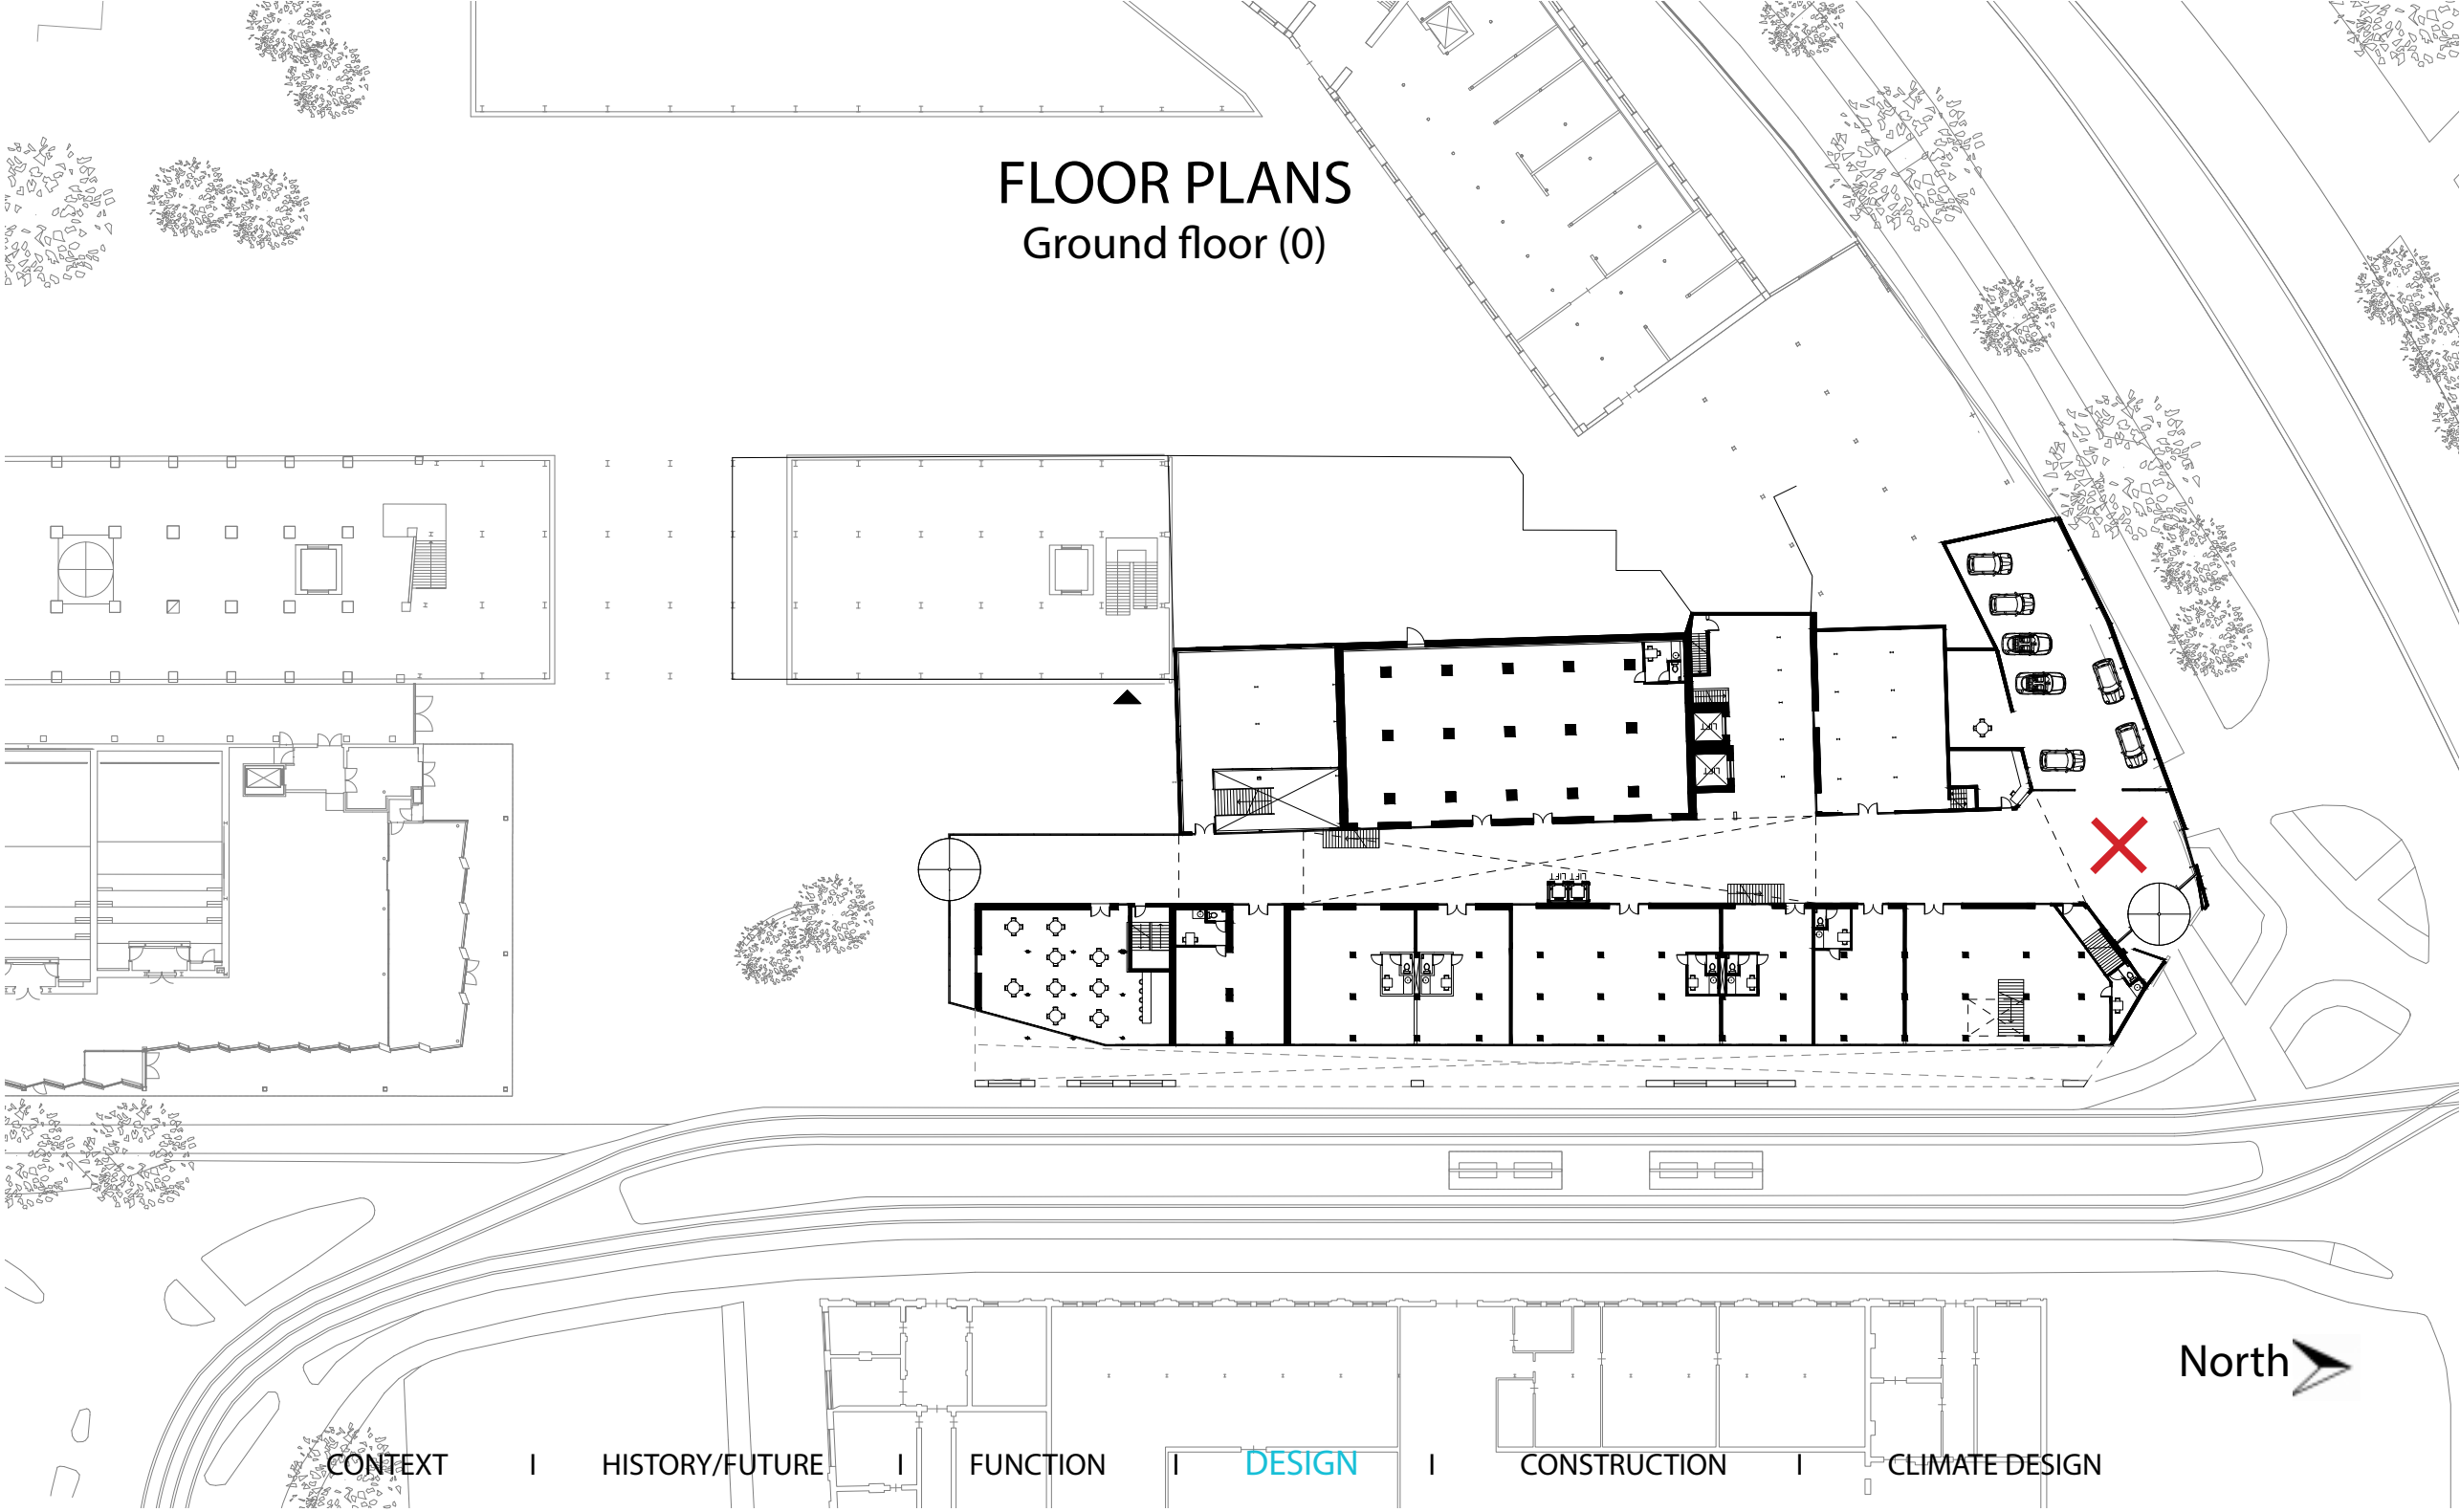 FLOOR PLANS
Ground floor (0)
LIFT
LIFT
LIFT LIFT
North
CONTEXT I HISTORY/FUTURE I FUNCTION I DESIGN I CONSTRUCTION I CLIMATE DESIGN